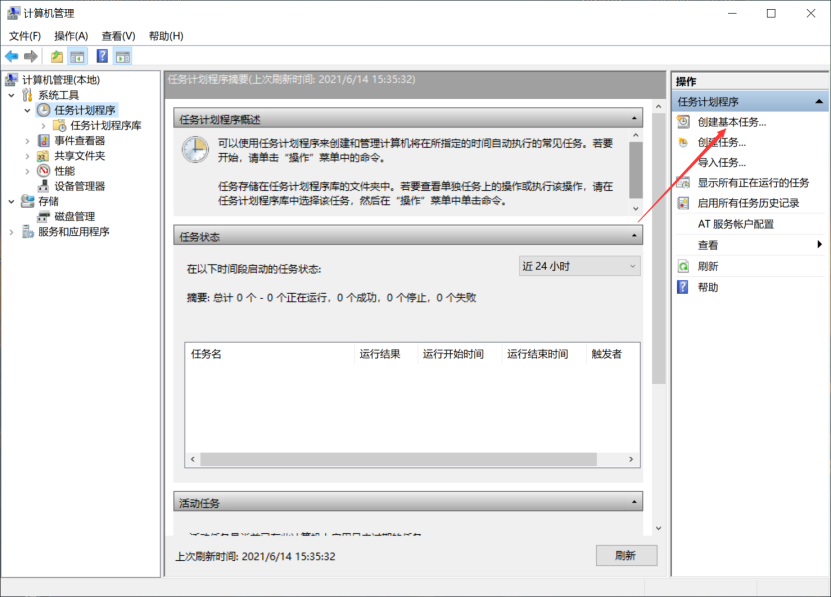 计算机管理
文件(F) 操作(A) 查看(V) 帮助(H)
计算机管理(本地)
系统工具
任务计划程序
任务计划程序库
事件查看器
共享文件夹
性能
设备管理器
存储
磁盘管理
服务和应用程序
任务计划程序摘要(上次刷新时间: 2021/6/14 15:35:32)
任务计划程序概述
可以使用任务计划程序来创建和管理计算机将在所指定的时间自动执行的常见任务。若要
开始，请单击“操作”菜单中的命令。
任务存储在任务计划程序库的文件夹中。若要查看单独任务上的操作或执行该操作，请在
任务计划程序库中选择该任务，然后在“操作”菜单中单击命令。
任务状态
在以下时间段启动的任务状态:
近 24 小时
摘要: 总计 0 个 - 0 个正在运行，0 个成功，0 个停止，0 个失败
任务名 运行结果 运行开始时间 运行结束时间 触发者
活动任务
上次刷新时间: 2021/6/14 15:35:32
刷新
操作
任务计划程序
创建基本任务...
创建任务...
导入任务...
显示所有正在运行的任务
启用所有任务历史记录
AT 服务帐户配置
查看
刷新
帮助